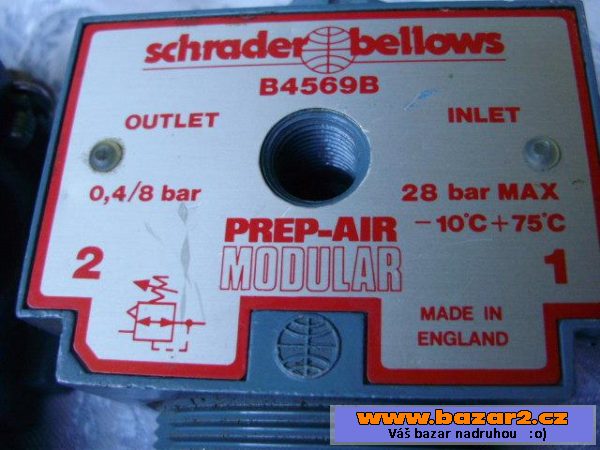 schrader bellows
B4569B
OUTLET
INLET
0,4/8 bar
28 bar MAX
-10°C+75°C
PREP-AIR
MODULAR
2
1
MADE IN
ENGLAND
www.bazar2.cz
Váš bazar nadruhou :o)